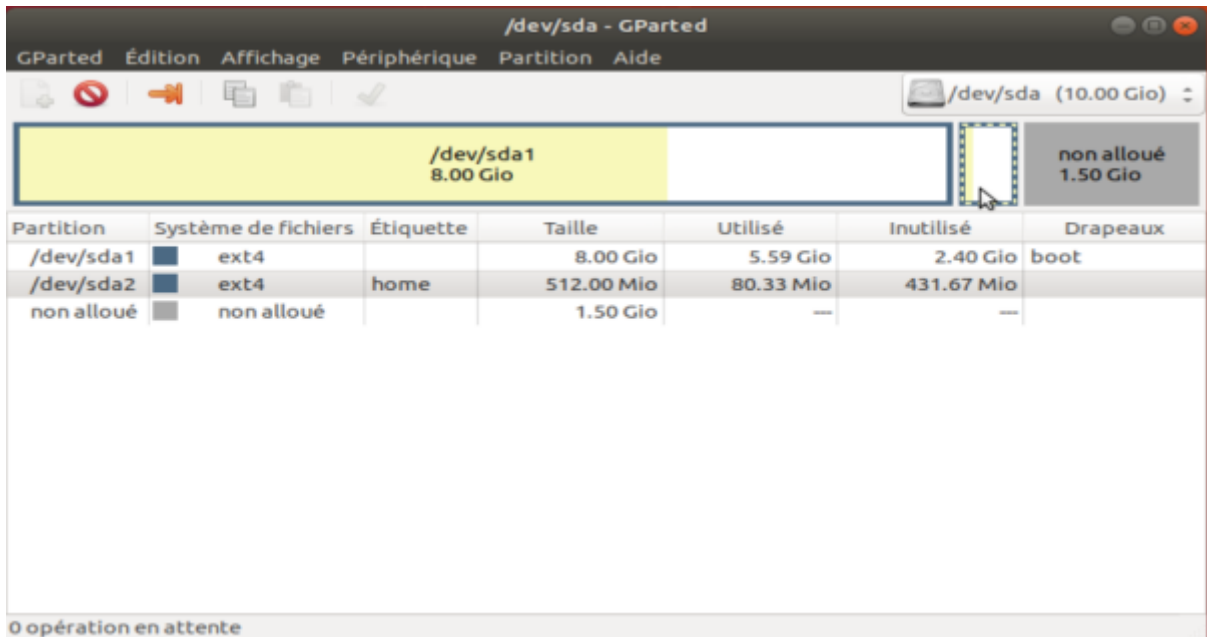 /dev/sda - GParted
GParted Édition Affichage Périphérique Partition Aide
/dev/sda (10.00 Gio)
/dev/sda1
8.00 Gio
non alloué
1.50 Gio
Partition Système de fichiers Étiquette Taille Utilisé Inutilisé Drapeaux
/dev/sda1 ext4 8.00 Gio 5.59 Gio 2.40 Gio boot
/dev/sda2 ext4 home 512.00 Mio 80.33 Mio 431.67 Mio
non alloué non alloué 1.50 Gio --- ---
0 opération en attente